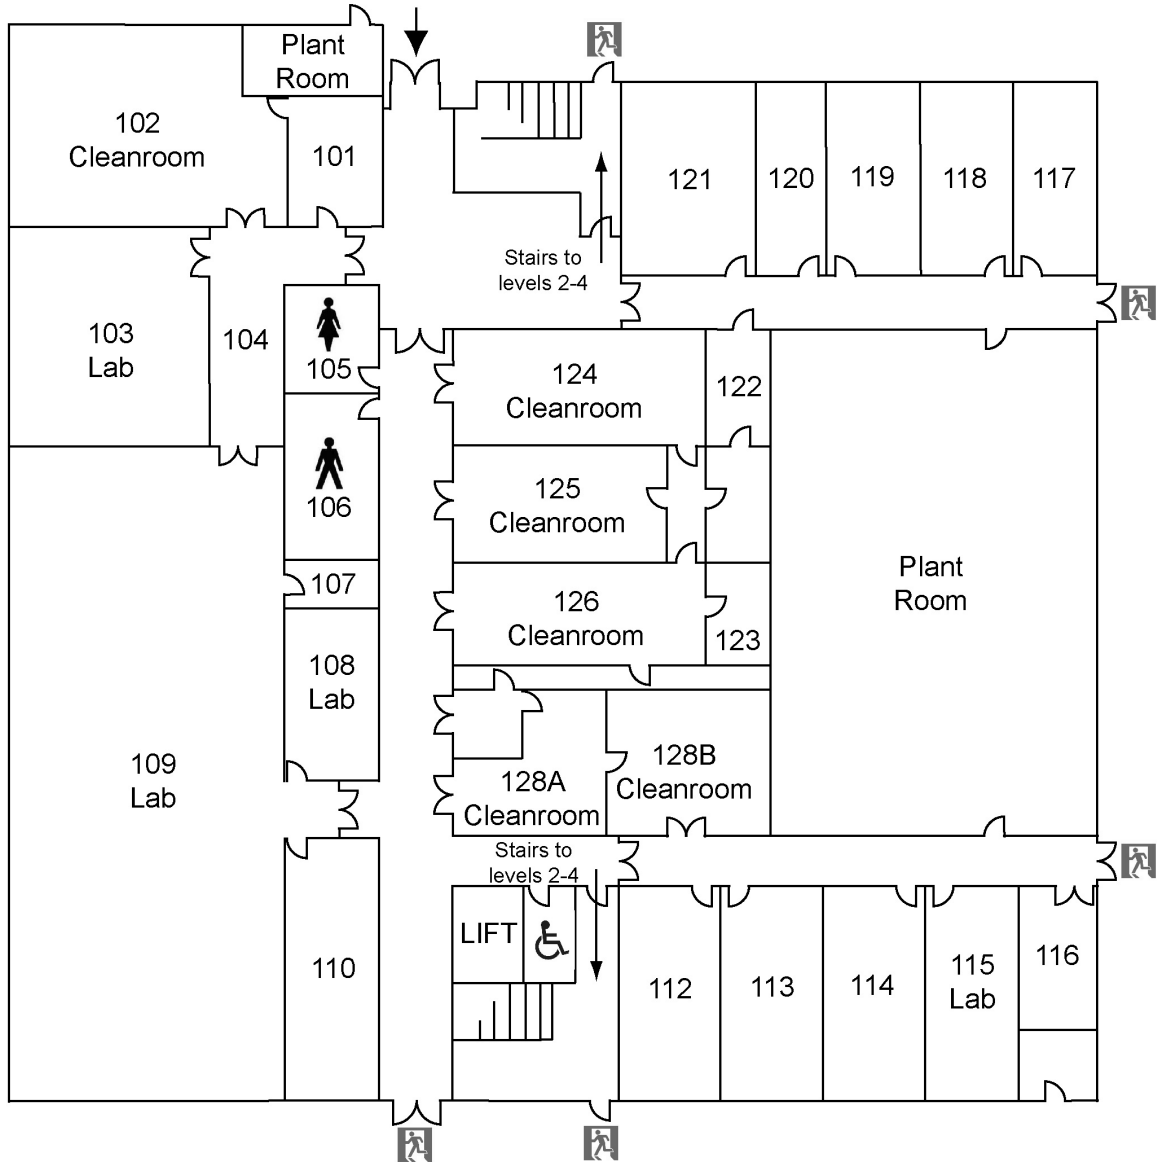 Plant
Room
102
Cleanroom
101
121
120
119
118
117
Stairs to
levels 2-4
103
Lab
104
105
124
Cleanroom
122
106
125
Cleanroom
Plant
Room
107
126
Cleanroom
123
108
Lab
109
Lab
128A
Cleanroom
128B
Cleanroom
Stairs to
levels 2-4
LIFT
110
112
113
114
115
Lab
116